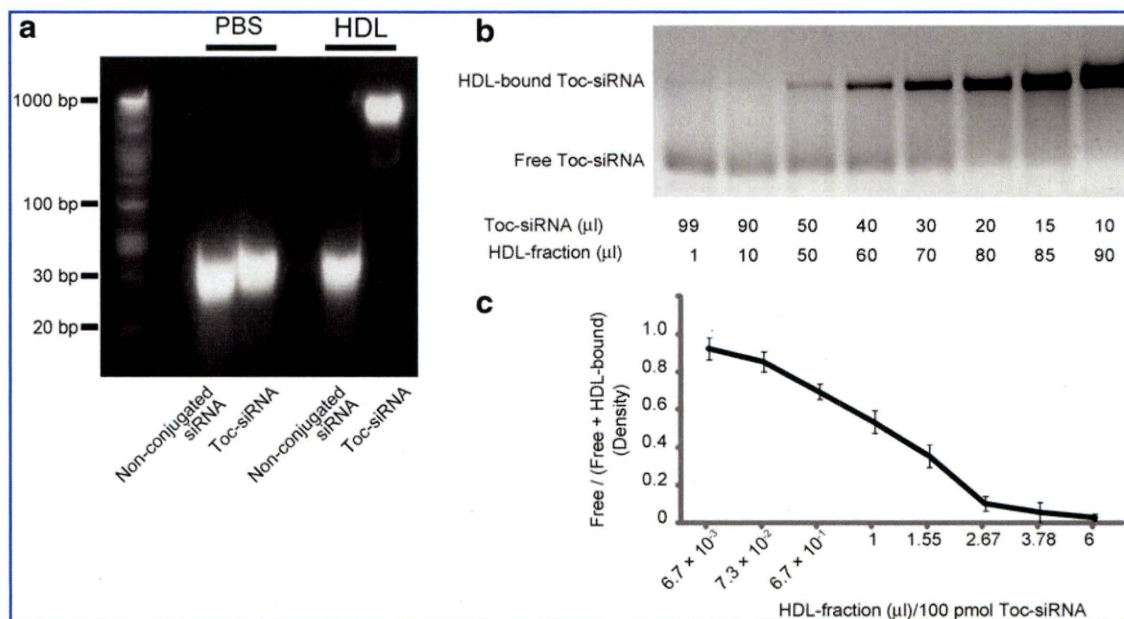 a
PBS HDL
1000 bp
100 bp
30 bp
20 bp
Non-conjugated
siRNA
Toc-siRNA
Non-conjugated
siRNA
Toc-siRNA
b
HDL-bound Toc-siRNA
Free Toc-siRNA
Toc-siRNA (µl) 99 90 50 40 30 20 15 10
HDL-fraction (µl) 1 10 50 60 70 80 85 90
c
Free / (Free + HDL-bound)
(Density)
1.0
0.8
0.6
0.4
0.2
0
6.7 × 10⁻³ 7.3 × 10⁻² 6.7 × 10⁻¹ 1 1.55 2.67 3.78 6
HDL-fraction (µl)/100 pmol Toc-siRNA